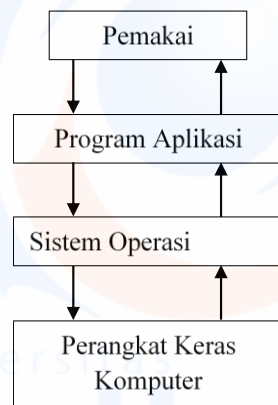 Pemakai
Program Aplikasi
Sistem Operasi
Perangkat Keras
Komputer